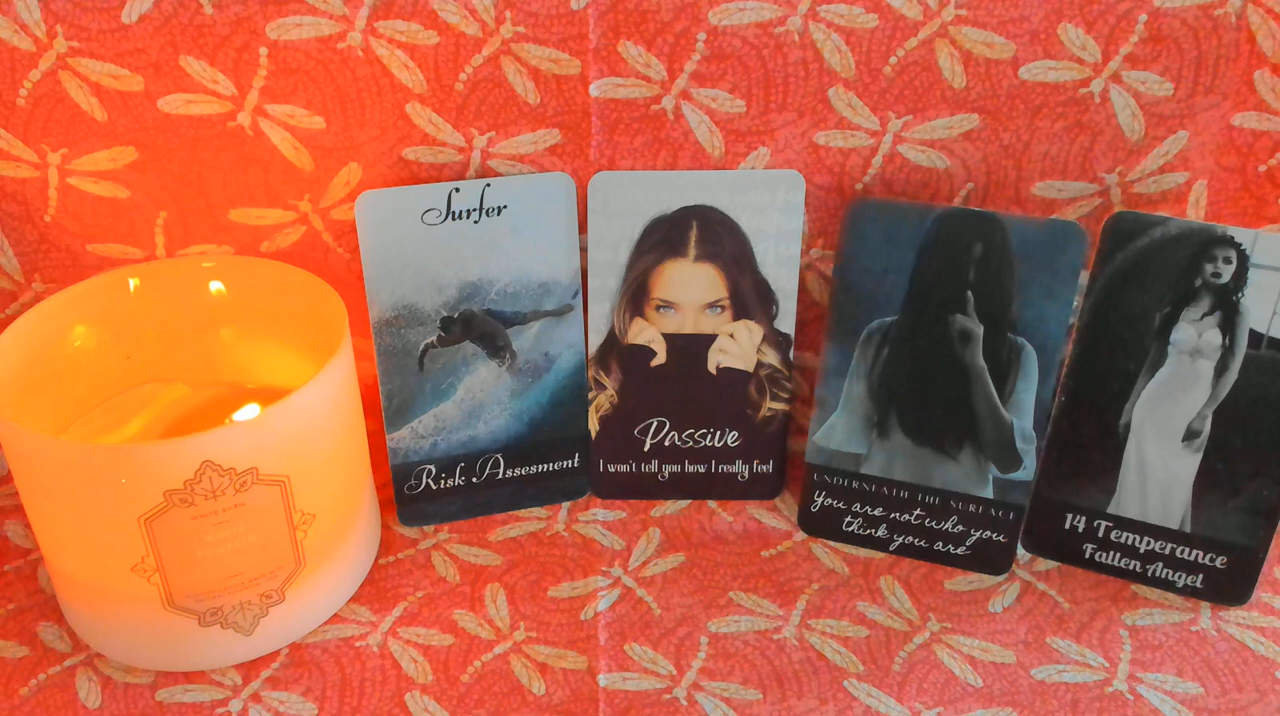 Surfer
Risk Assesment
Passive
I won't tell you how I really feel
UNDERNEATH THE SURFACE
You are not who you
think you are
14 Temperance
Fallen Angel